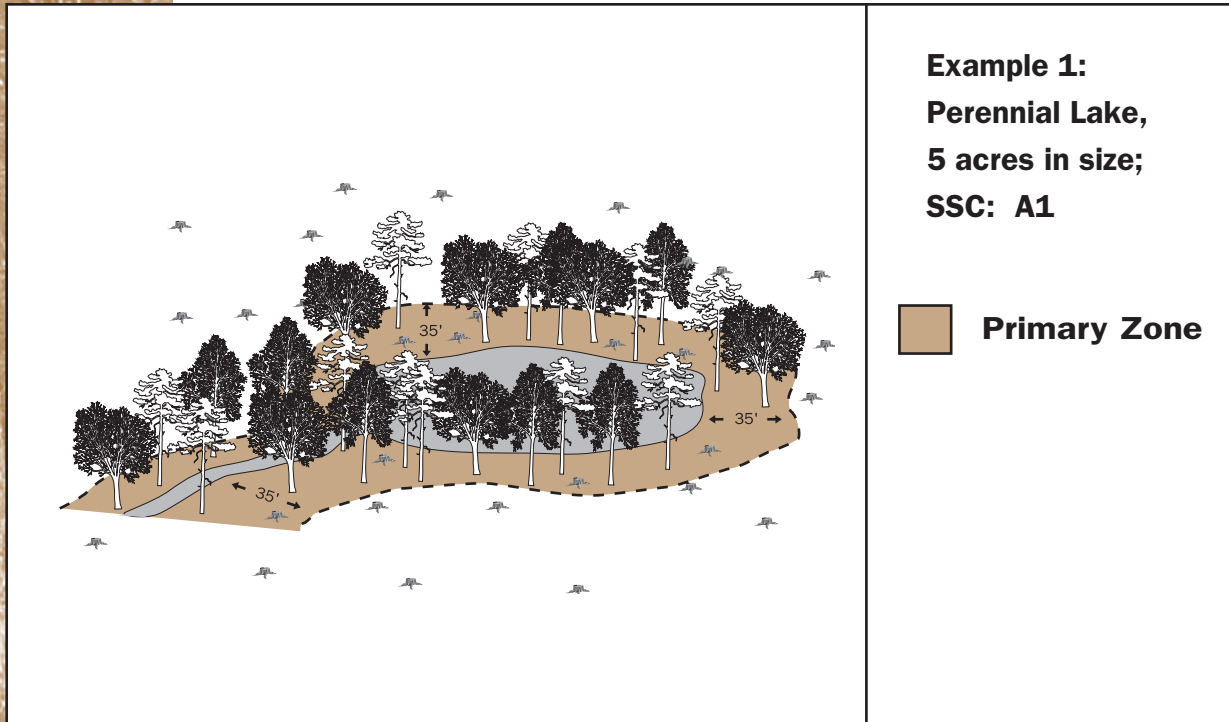 Example 1:
Perennial Lake,
5 acres in size;
SSC: A1
Primary Zone
35'
35'
35'